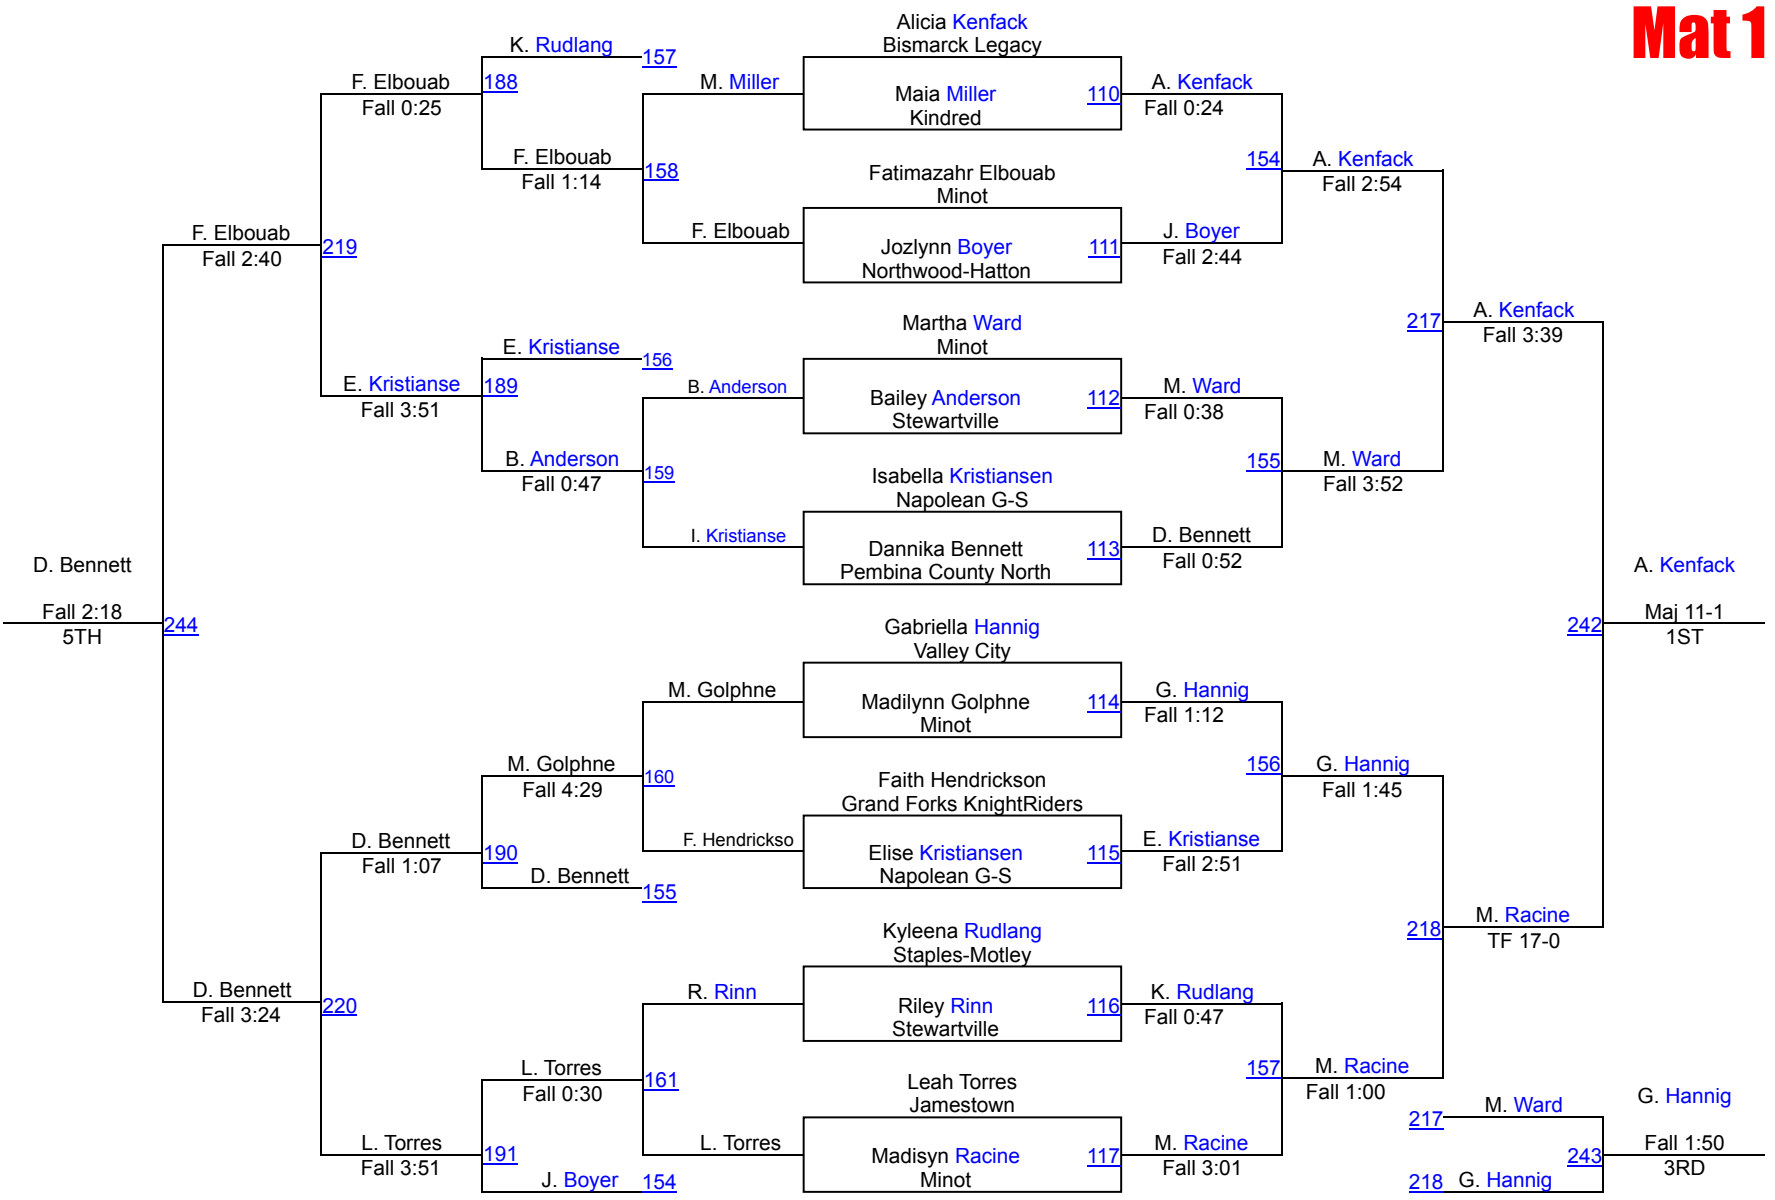 Mat 1
Alicia Kenfack
Bismarck Legacy
K. Rudlang
157
F. Elbouab
188
M. Miller
Maia Miller
110
A. Kenfack
Fall 0:25
Kindred
Fall 0:24
F. Elbouab
158
Fatimazahr Elbouab
154
A. Kenfack
Fall 1:14
Minot
Fall 2:54
F. Elbouab
219
F. Elbouab
Jozlynn Boyer
111
J. Boyer
Fall 2:40
Northwood-Hatton
Fall 2:44
Martha Ward
217
A. Kenfack
E. Kristianse
156
Minot
Fall 3:39
E. Kristianse
189
B. Anderson
Bailey Anderson
112
M. Ward
Fall 3:51
Stewartville
Fall 0:38
B. Anderson
159
Isabella Kristiansen
155
M. Ward
Fall 0:47
Napolean G-S
Fall 3:52
I. Kristianse
Dannika Bennett
113
D. Bennett
D. Bennett
Pembina County North
Fall 0:52
A. Kenfack
Fall 2:18
244
Gabriella Hannig
242
Maj 11-1
5TH
Valley City
1ST
M. Golphne
Madilynn Golphne
114
G. Hannig
Minot
Fall 1:12
M. Golphne
160
Faith Hendrickson
156
G. Hannig
Fall 4:29
Grand Forks KnightRiders
Fall 1:45
D. Bennett
190
F. Hendrickso
Elise Kristiansen
115
E. Kristianse
Fall 1:07
Napolean G-S
Fall 2:51
D. Bennett
155
Kyleena Rudlang
218
M. Racine
Staples-Motley
TF 17-0
D. Bennett
220
R. Rinn
Riley Rinn
116
K. Rudlang
Fall 3:24
Stewartville
Fall 0:47
L. Torres
161
Leah Torres
157
M. Racine
Fall 0:30
Jamestown
Fall 1:00
217
M. Ward
G. Hannig
L. Torres
191
L. Torres
Madisyn Racine
117
M. Racine
243
Fall 1:50
Fall 3:51
Minot
Fall 3:01
3RD
J. Boyer
154
218
G. Hannig